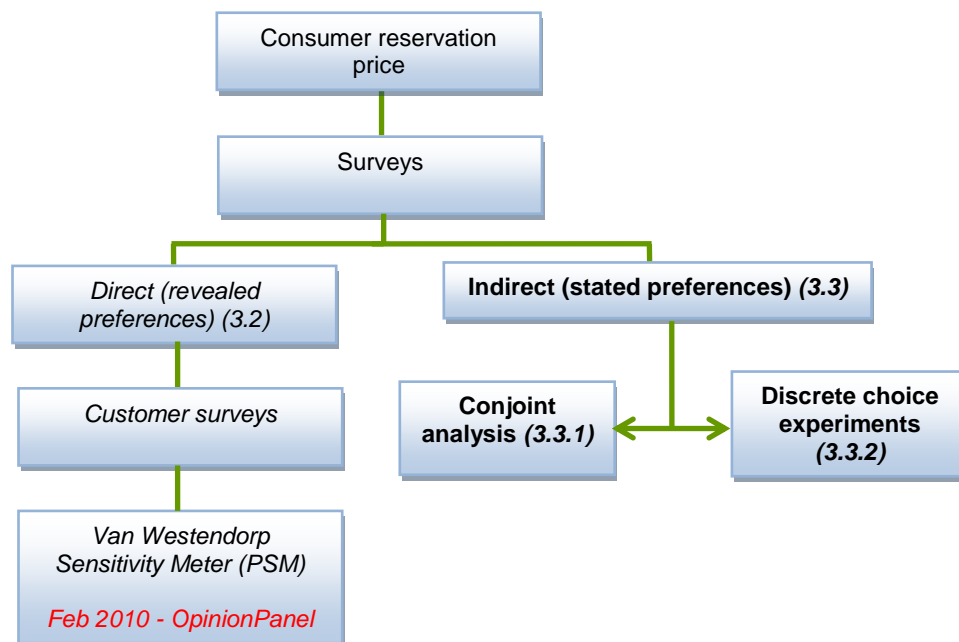 Consumer reservation
price
Surveys
Direct (revealed
preferences) (3.2)
Indirect (stated preferences) (3.3)
Customer surveys
Conjoint
analysis (3.3.1)
Discrete choice
experiments
(3.3.2)
Van Westendorp
Sensitivity Meter (PSM)
Feb 2010 - OpinionPanel